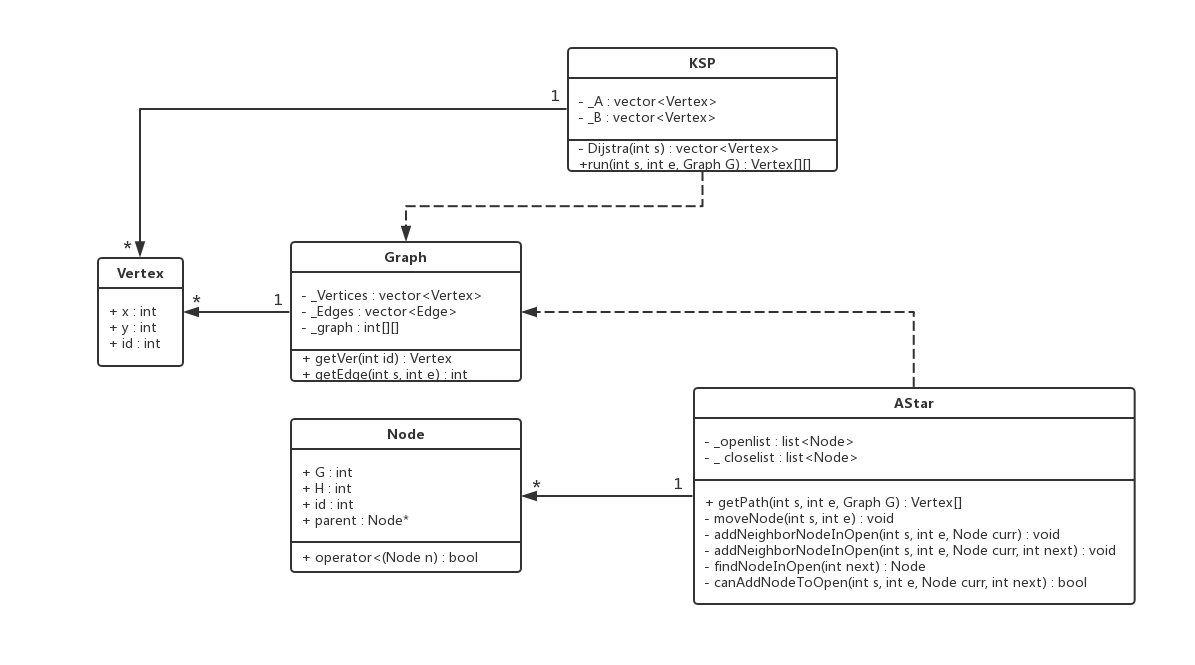 KSP
- _A : vector<Vertex>
- _B : vector<Vertex>
- Dijstra(int s) : vector<Vertex>
+run(int s, int e, Graph G) : Vertex[][]
1
*
Vertex
+ x : int
+ y : int
+ id : int
*
1
Graph
- _Vertices : vector<Vertex>
- _Edges : vector<Edge>
- _graph : int[][]
+ getVer(int id) : Vertex
+ getEdge(int s, int e) : int
Node
+ G : int
+ H : int
+ id : int
+ parent : Node*
+ operator<(Node n) : bool
*
1
AStar
- _openlist : list<Node>
- _ closelist : list<Node>
+ getPath(int s, int e, Graph G) : Vertex[]
- moveNode(int s, int e) : void
- addNeighborNodeInOpen(int s, int e, Node curr) : void
- addNeighborNodeInOpen(int s, int e, Node curr, int next) : void
- findNodeInOpen(int next) : Node
- canAddNodeToOpen(int s, int e, Node curr, int next) : bool